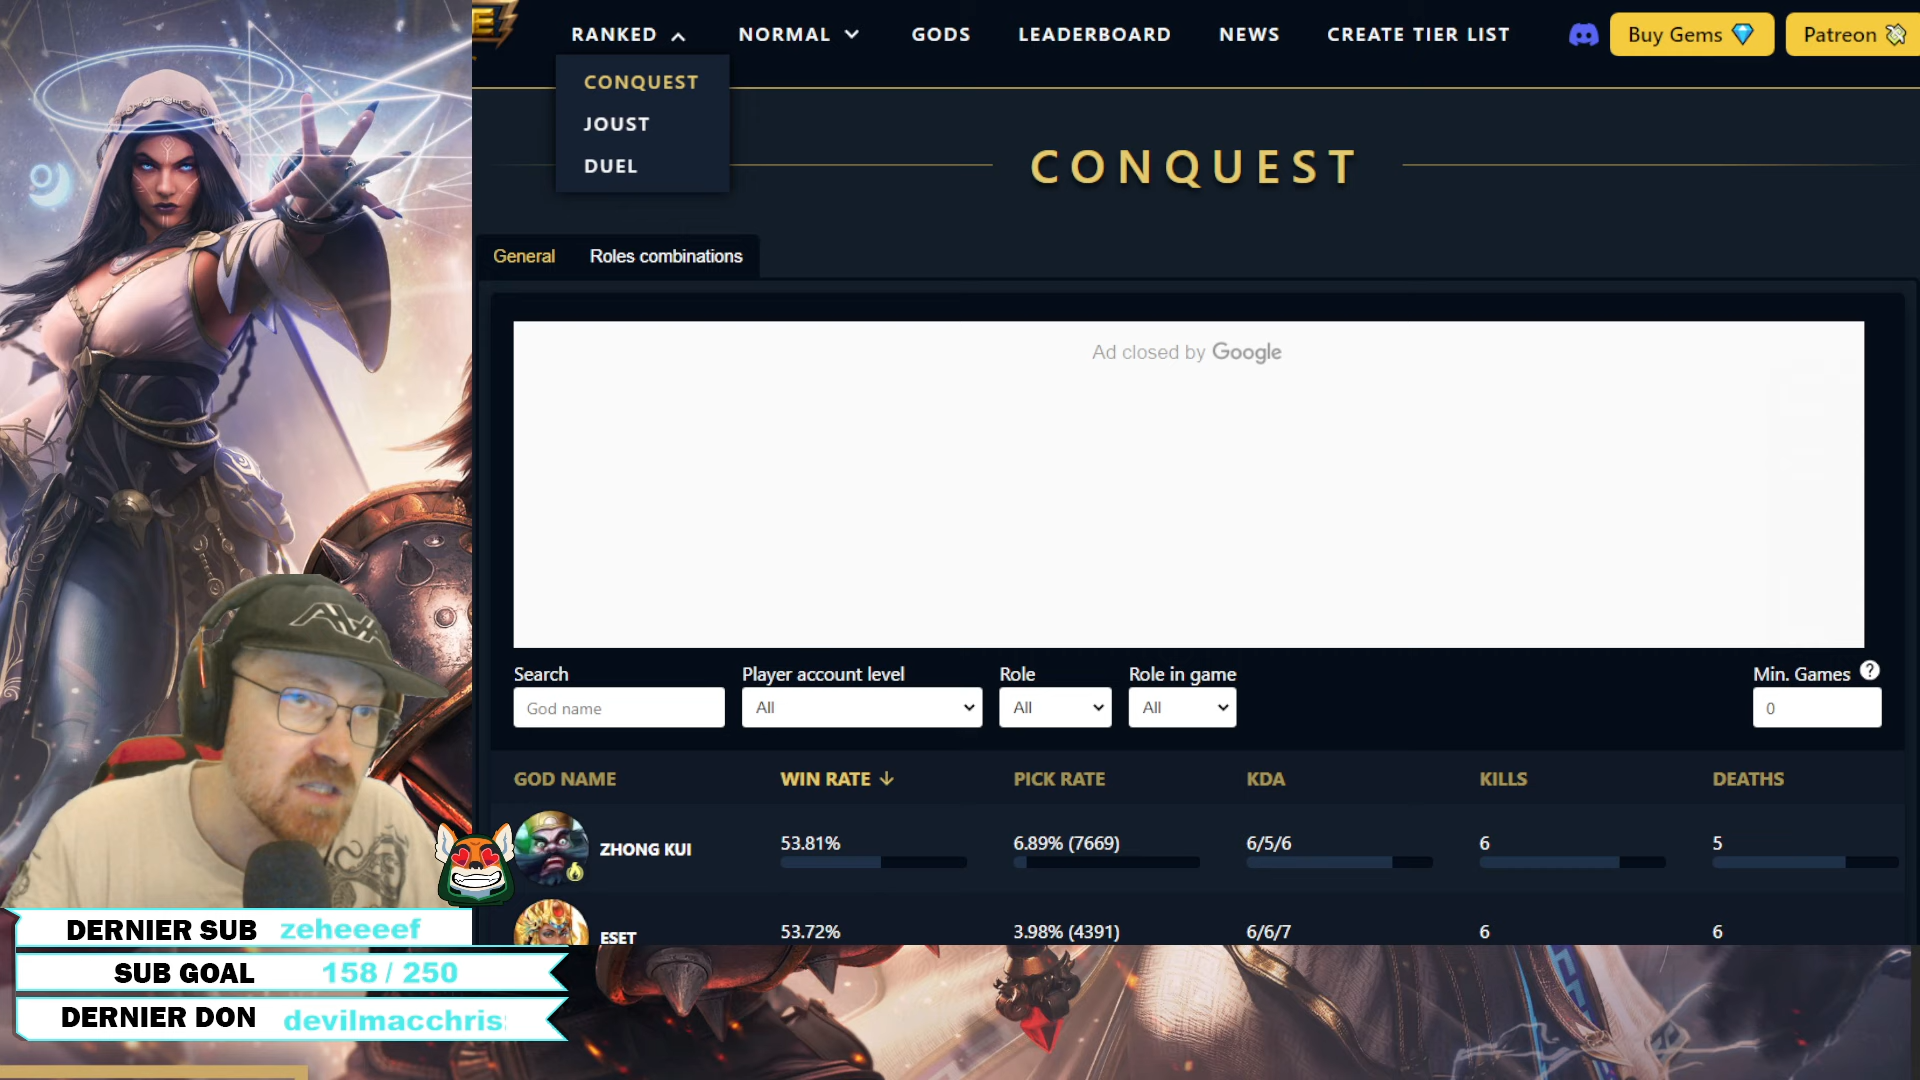 RANKED NORMAL GODS LEADERBOARD NEWS CREATE TIER LIST Buy Gems Patreon
CONQUEST
JOUST
DUEL
CONQUEST
General Roles combinations
Ad closed by Google
Search Player account level Role Role in game Min. Games ?
God name All All All 0
GOD NAME WIN RATE PICK RATE KDA KILLS DEATHS
ZHONG KUI 53.81% 6.89% (7669) 6/5/6 6 5
ESET 53.72% 3.98% (4391) 6/6/7 6 6
DERNIER SUB zeheeeef
SUB GOAL 158 / 250
DERNIER DON devilmacchris